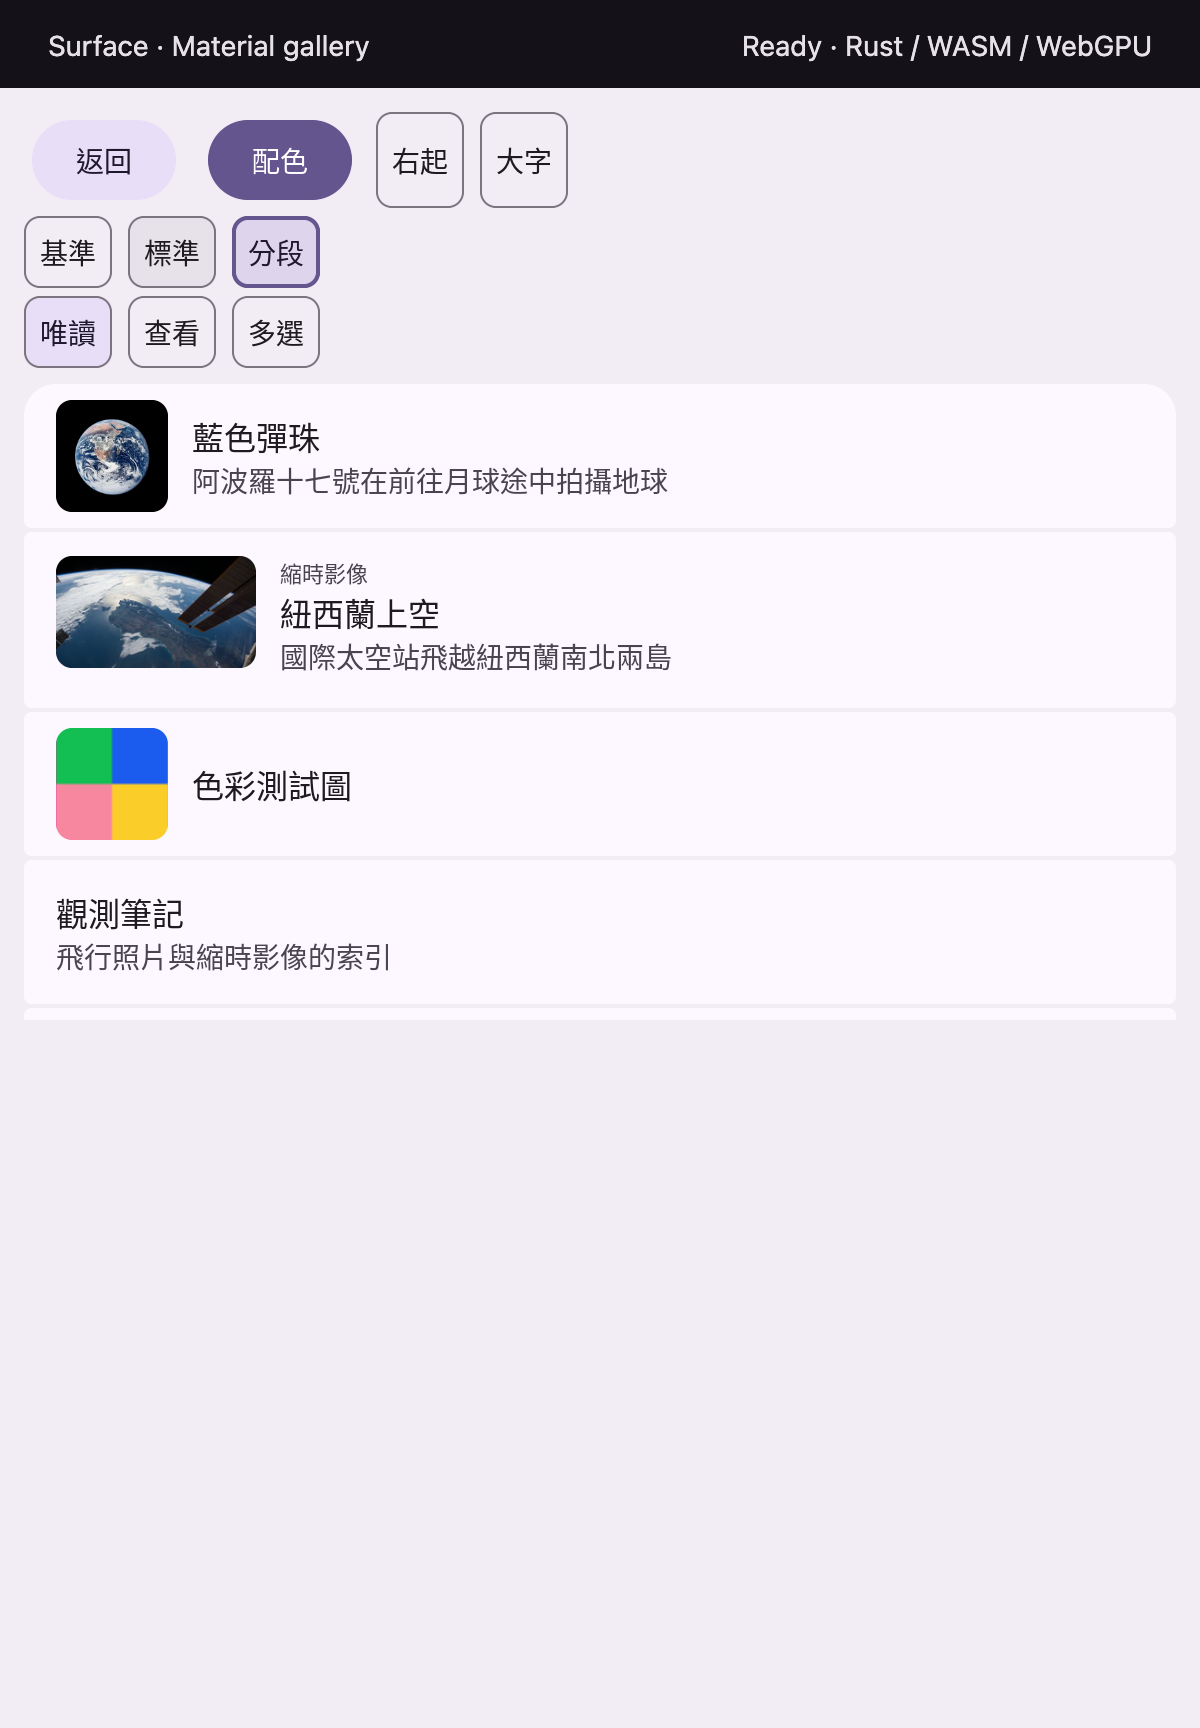 Surface · Material gallery
Ready · Rust / WASM / WebGPU
返回 配色 右起 大字
基準 標準 分段
唯讀 查看 多選
藍色彈珠
阿波羅十七號在前往月球途中拍攝地球
縮時影像
紐西蘭上空
國際太空站飛越紐西蘭南北兩島
色彩測試圖
觀測筆記
飛行照片與縮時影像的索引